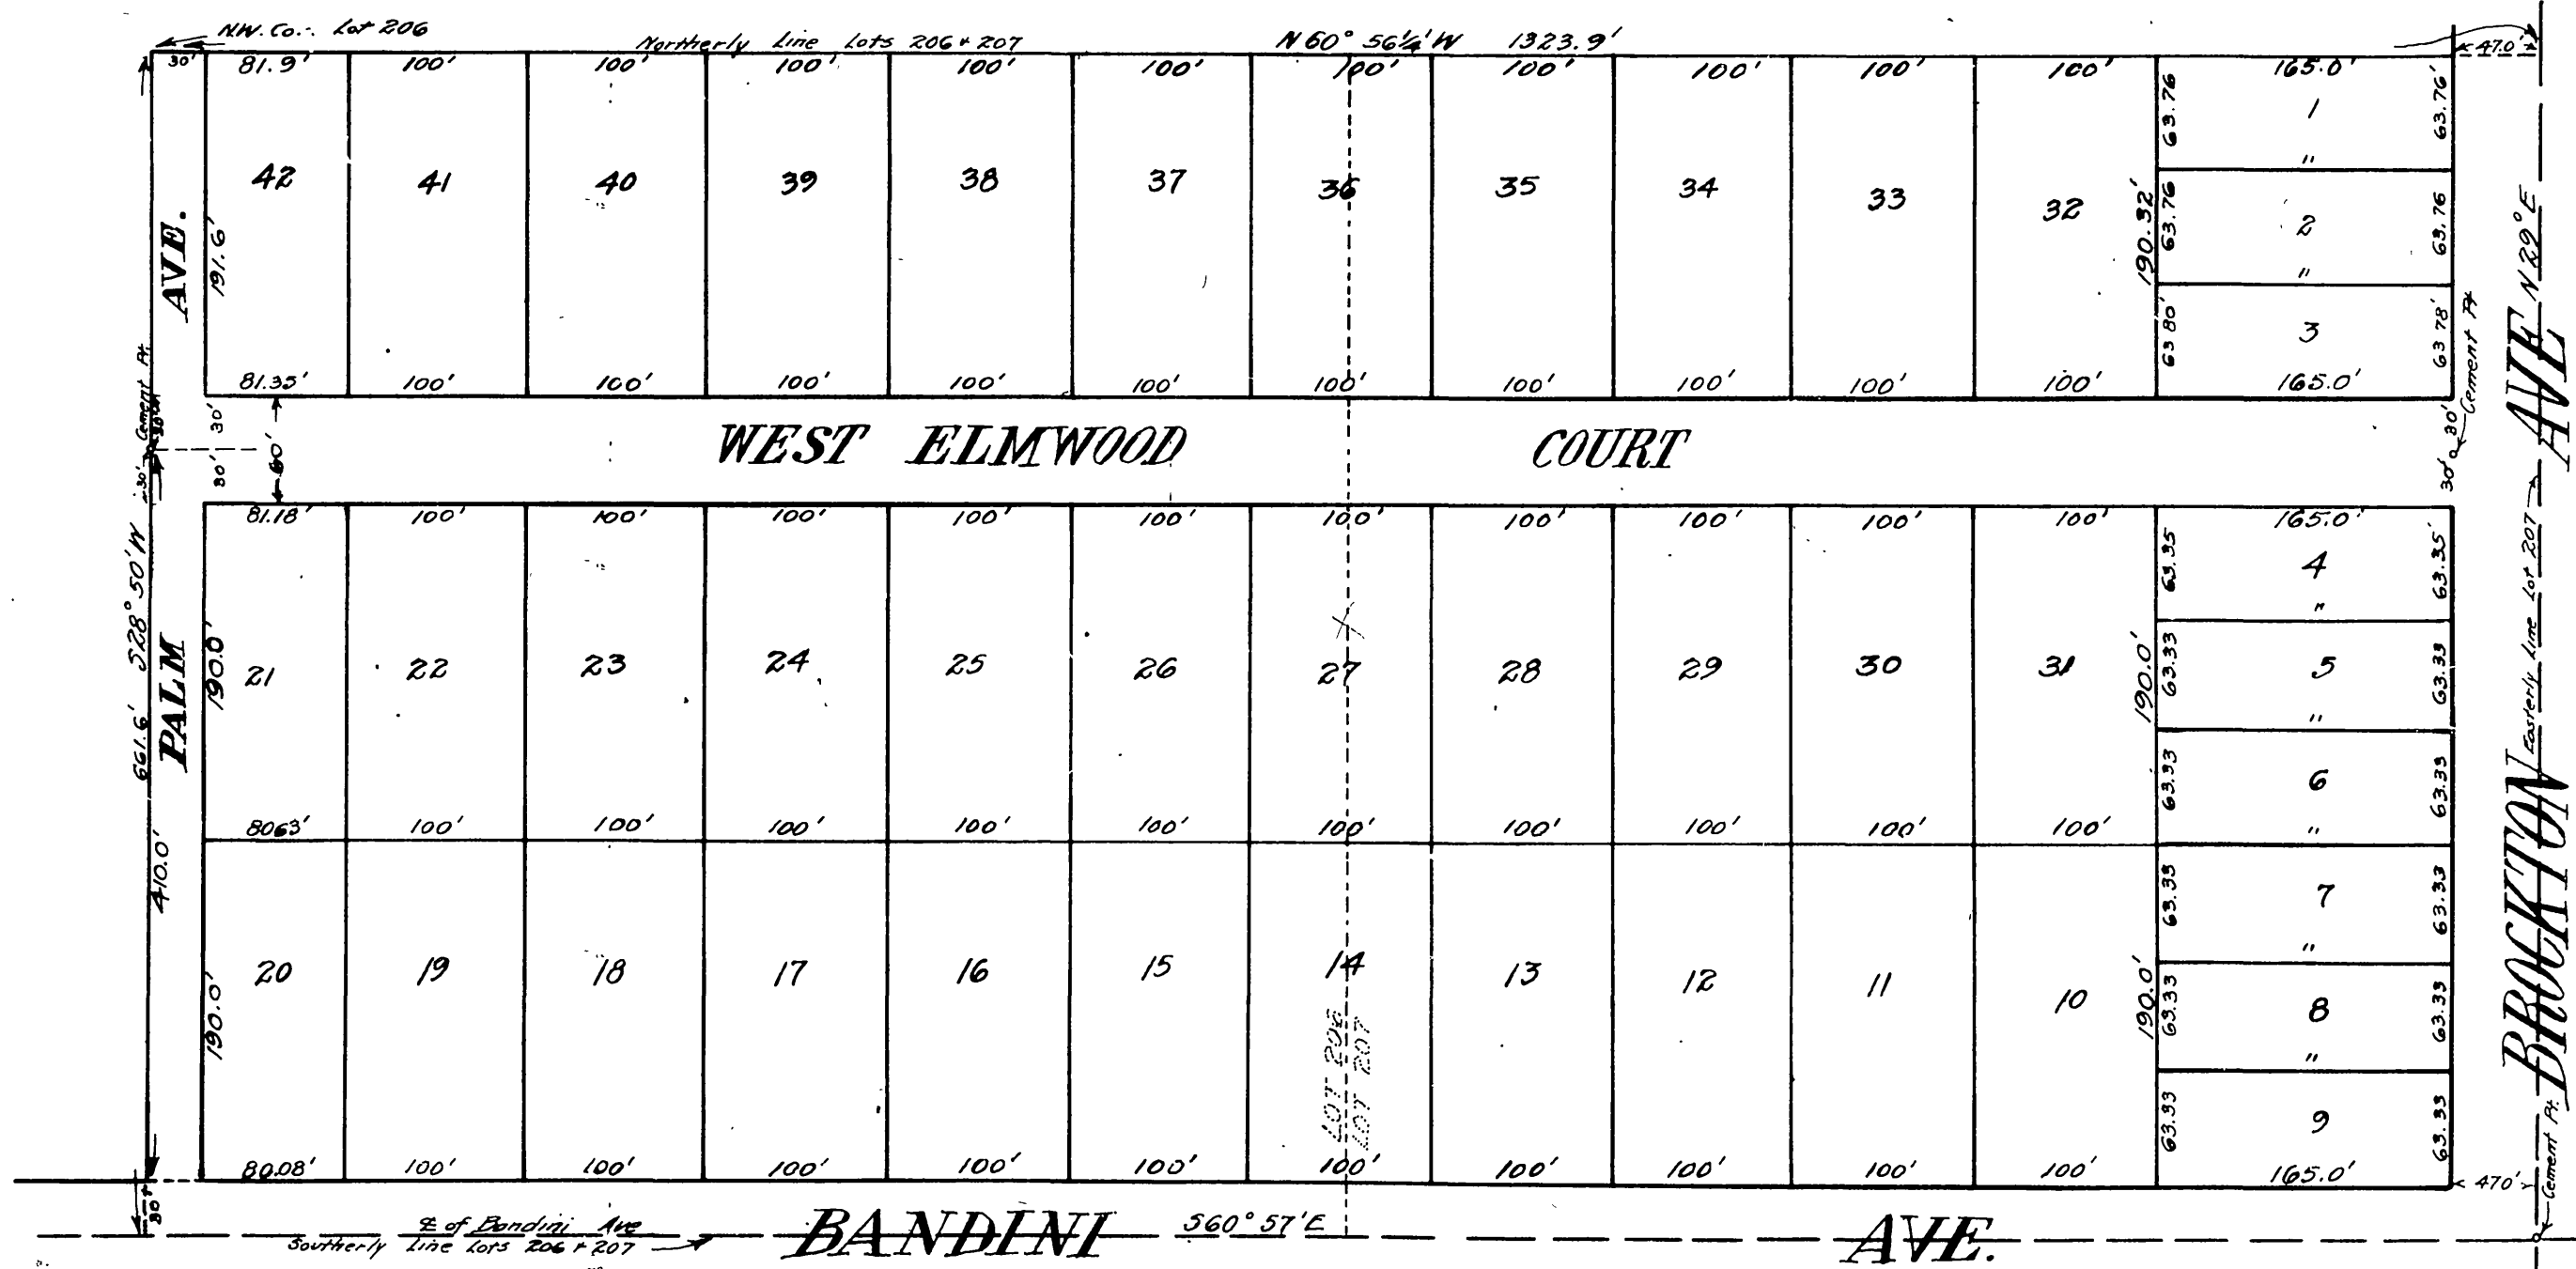 N.W. Co.. Lot 206
Northerly Line Lots 206 & 207 N 60° 56¼' W 1323.9'
47.0'
30' 81.9' 100' 100' 100' 100' 100' 100' 100' 100' 100' 100' 165.0'
63.76 1 63.76'
"
42 41 40 39 38 37 36 35 34 33 32
191.6' 190.32' 63.76 2 63.76
"
63 80' 3 63 78'
81.35' 100' 100' 100' 100' 100' 100' 100' 100' 100' 100' 165.0'
AVE.
Cement Pt.
30' 30' 60'
30' 30'
WEST ELMWOOD COURT
30' 30' Cement Pt
N 29° E
AVE
81.18' 100' 100' 100' 100' 100' 100' 100' 100' 100' 100' 165.0'
63.35 4 63.35'
"
661.6' S28° 50' W
PALM
190.0' 21 22 23 24 25 26 27 28 29 30 31 190.0'
63.33 5 63.33
"
63.33 6 63.33
"
Easterly Line Lot 207
8063' 100' 100' 100' 100' 100' 100' 100' 100' 100' 100'
410.0'
63.33 7 63.33
"
190.0' 20 19 18 17 16 15 14 13 12 11 10 190.0'
63.33 8 63.33
"
LOT 206
LOT 207
63.33 9 63.33
BROCKTON
80.08' 100' 100' 100' 100' 100' 100' 100' 100' 100' 100' 165.0'
470'
Cement Pt.
30'
℄ of Bandini Ave
Southerly Line Lots 206 & 207
BANDINI S60° 57' E AVE.